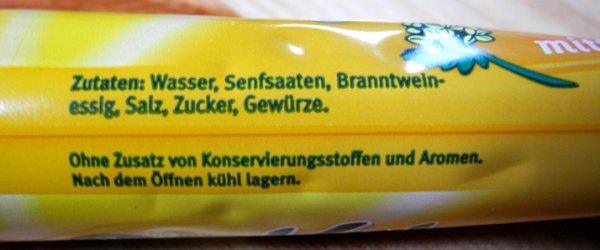 Zutaten: Wasser, Senfsaaten, Branntwein-
essig, Salz, Zucker, Gewürze.
Ohne Zusatz von Konservierungsstoffen und Aromen.
Nach dem Öffnen kühl lagern.